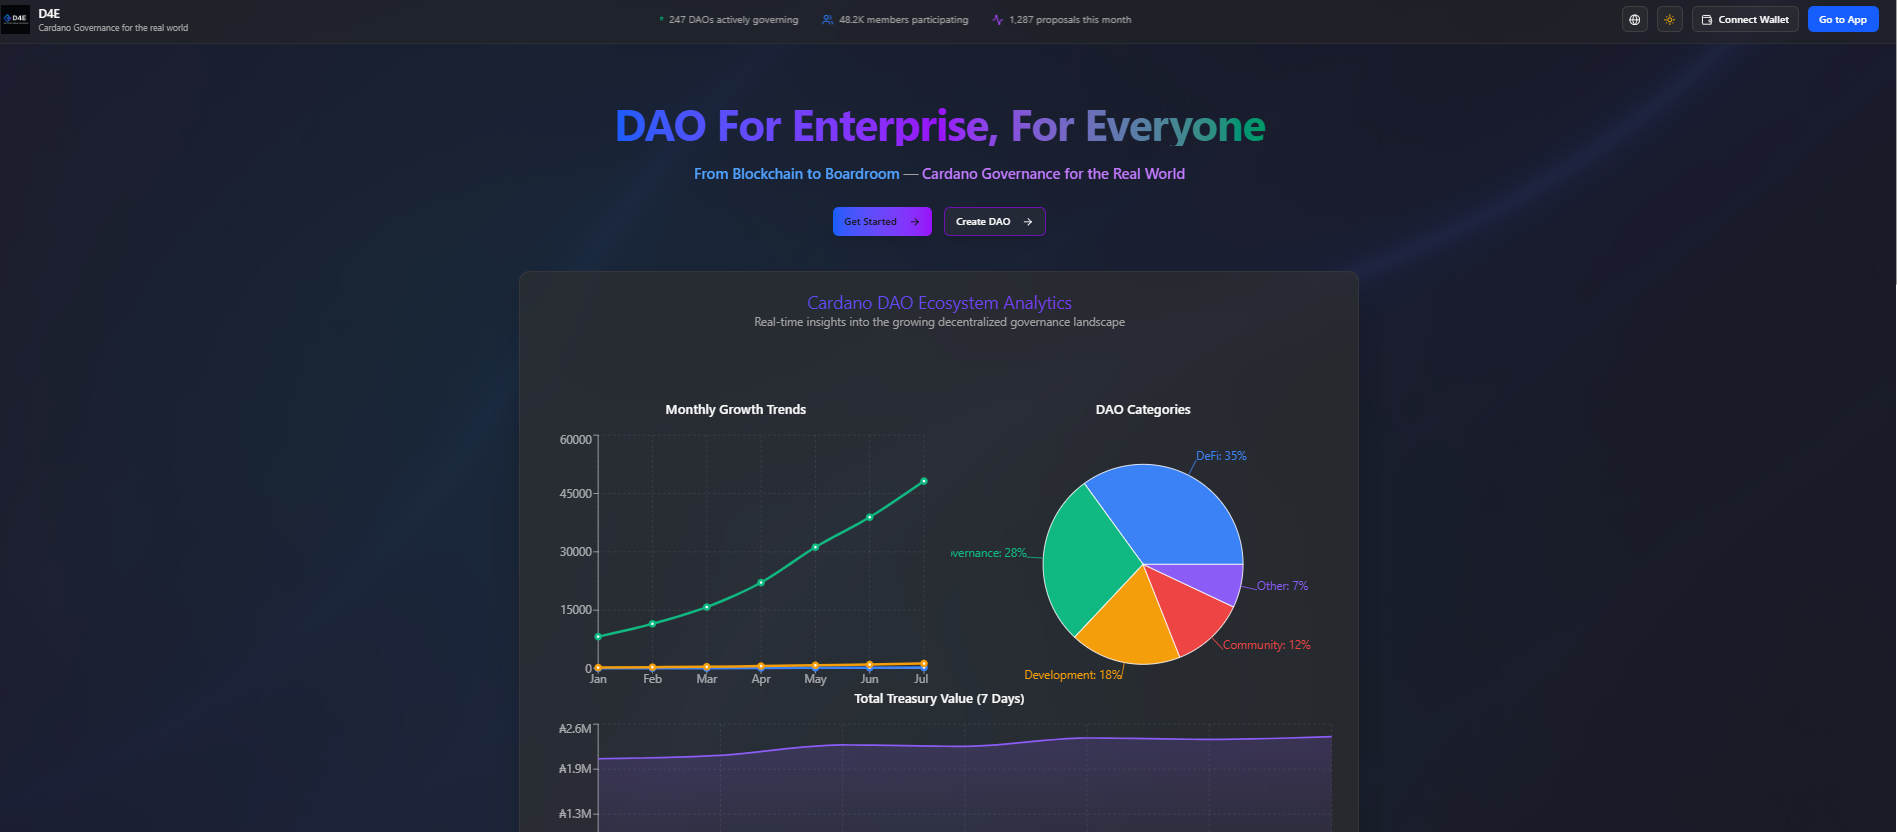 D4E
D4E
Cardano Governance for the real world
247 DAOs actively governing
48.2K members participating
1,287 proposals this month
Connect Wallet
Go to App
DAO For Enterprise, For Everyone
From Blockchain to Boardroom — Cardano Governance for the Real World
Get Started
Create DAO
Cardano DAO Ecosystem Analytics
Real-time insights into the growing decentralized governance landscape
Monthly Growth Trends
60000
45000
30000
15000
0
Jan Feb Mar Apr May Jun Jul
DAO Categories
DeFi: 35%
vernance: 28%
Other: 7%
Community: 12%
Development: 18%
Total Treasury Value (7 Days)
₳2.6M
₳1.9M
₳1.3M